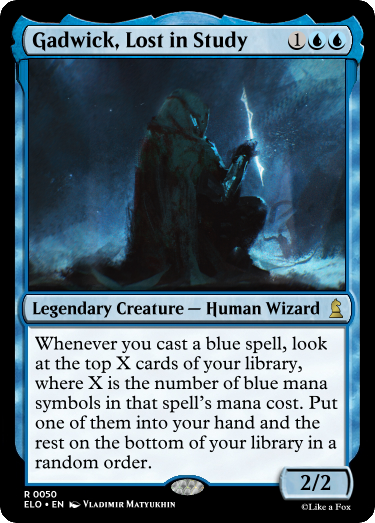 Gadwick, Lost in Study 1
Legendary Creature — Human Wizard
Whenever you cast a blue spell, look
at the top X cards of your library,
where X is the number of blue mana
symbols in that spell's mana cost. Put
one of them into your hand and the
rest on the bottom of your library in a
random order.
2/2
R 0050
ELO • EN Vladimir Matyukhin
©Like a Fox